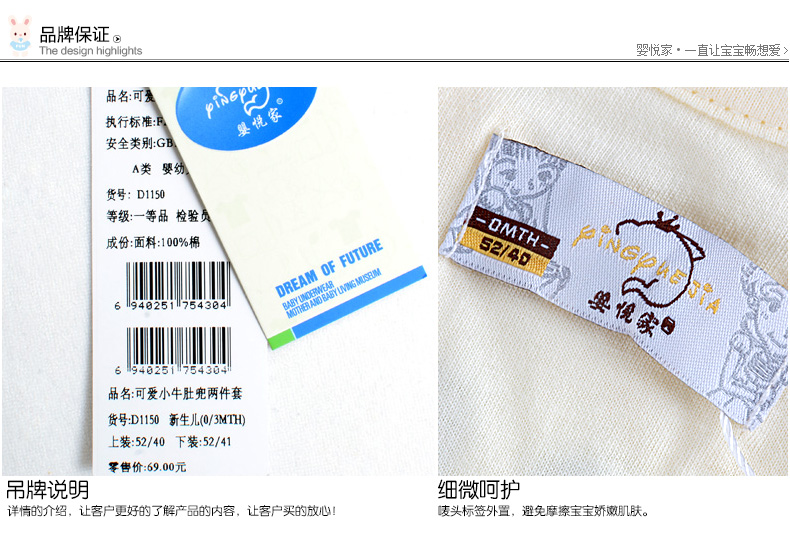 品牌保证
The design highlights
婴悦家·一直让宝宝畅想爱
品名:可爱
执行标准:F
安全类别:GB
A类 婴幼
货号: D1150
等级:一等品 检验员
成份:面料:100%棉
6 940251 754304
6 940251 754304
品名:可爱小牛肚兜两件套
货号:D1150 新生儿(0/3MTH)
上装:52/40 下装:52/41
零售价:69.00元
yingyue
婴悦家®
DREAM OF FUTURE
BABY UNDERWEAR
MOTHER AND BABY LIVING MUSEUM
-0MTH-
52/40
yingyue jia
婴悦家
吊牌说明
详情的介绍，让客户更好的了解产品的内容，让客户买的放心!
细微呵护
唛头标签外置，避免摩擦宝宝娇嫩肌肤。